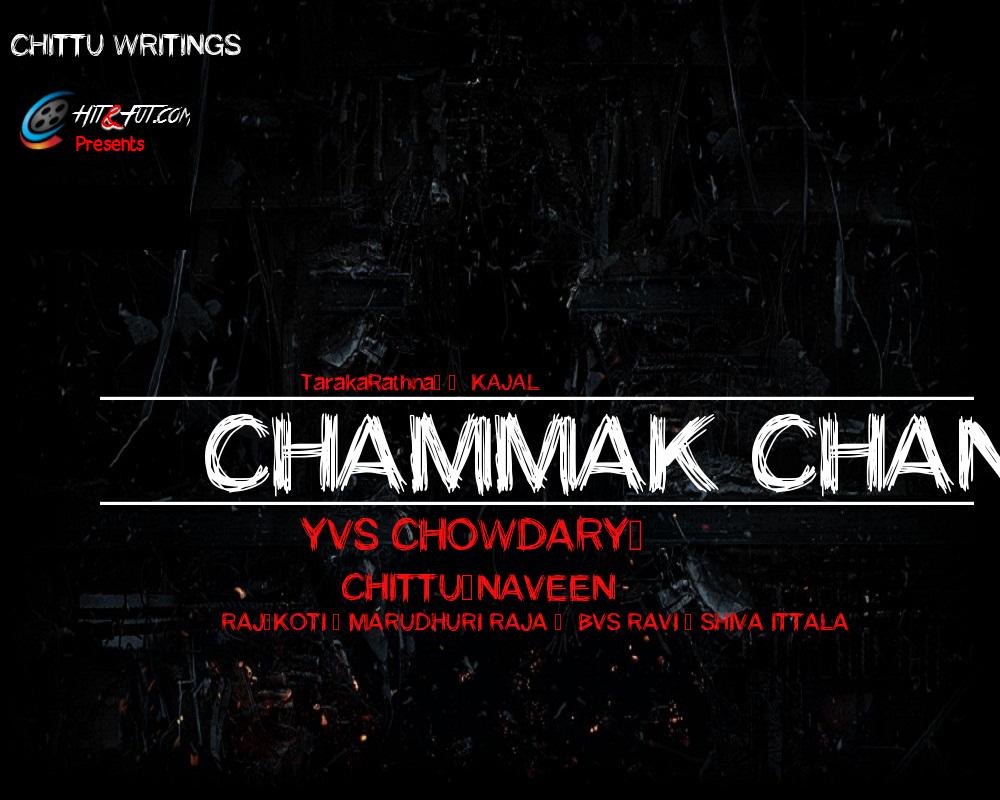 CHITTU WRITINGS
HIT&FUT.COM
Presents
TarakaRathna KAJAL
CHAMMAK CHAN
YVS CHOWDARY
CHITTU NAVEEN
RAJ KOTI MARUDHURI RAJA BVS RAVI SHIVA ITTALA